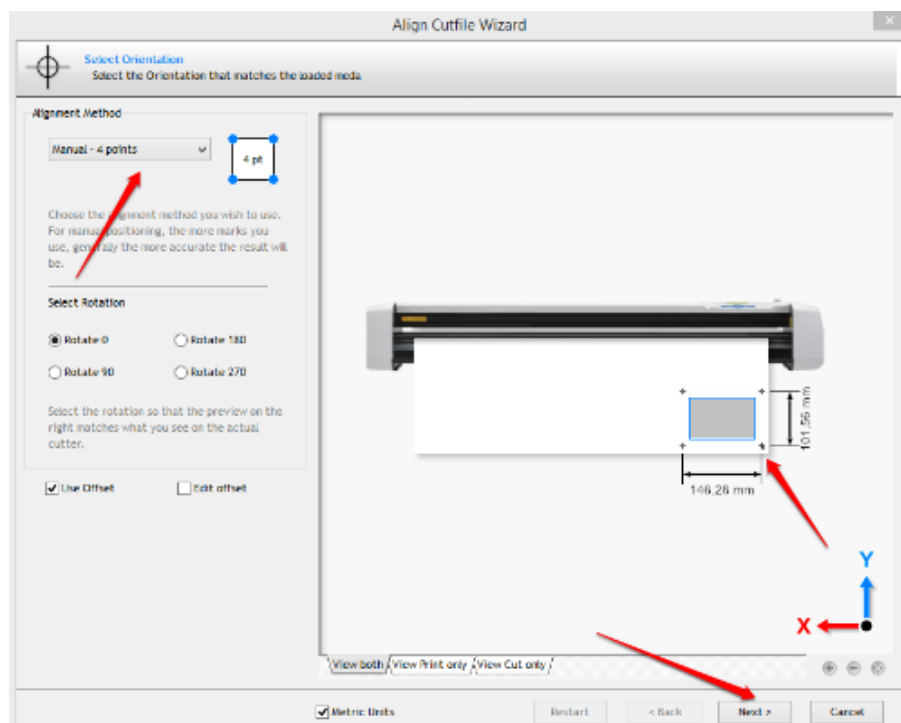 Align Cutfile Wizard
Select Orientation
Select the Orientation that matches the loaded meda
Alignment Method
Manual - 4 points
4 pt
Choose the alignment method you wish to use.
For manual positioning, the more marks you
use, generally the more accurate the result will
be.
Select Rotation
Rotate 0
Rotate 180
Rotate 90
Rotate 270
Select the rotation so that the preview on the
right matches what you see on the actual
cutter.
Use Offset
Edit offset
101,56 mm
146,28 mm
Y
X
View both
View Print only
View Cut only
Metric Units
Restart
< Back
Next >
Cancel